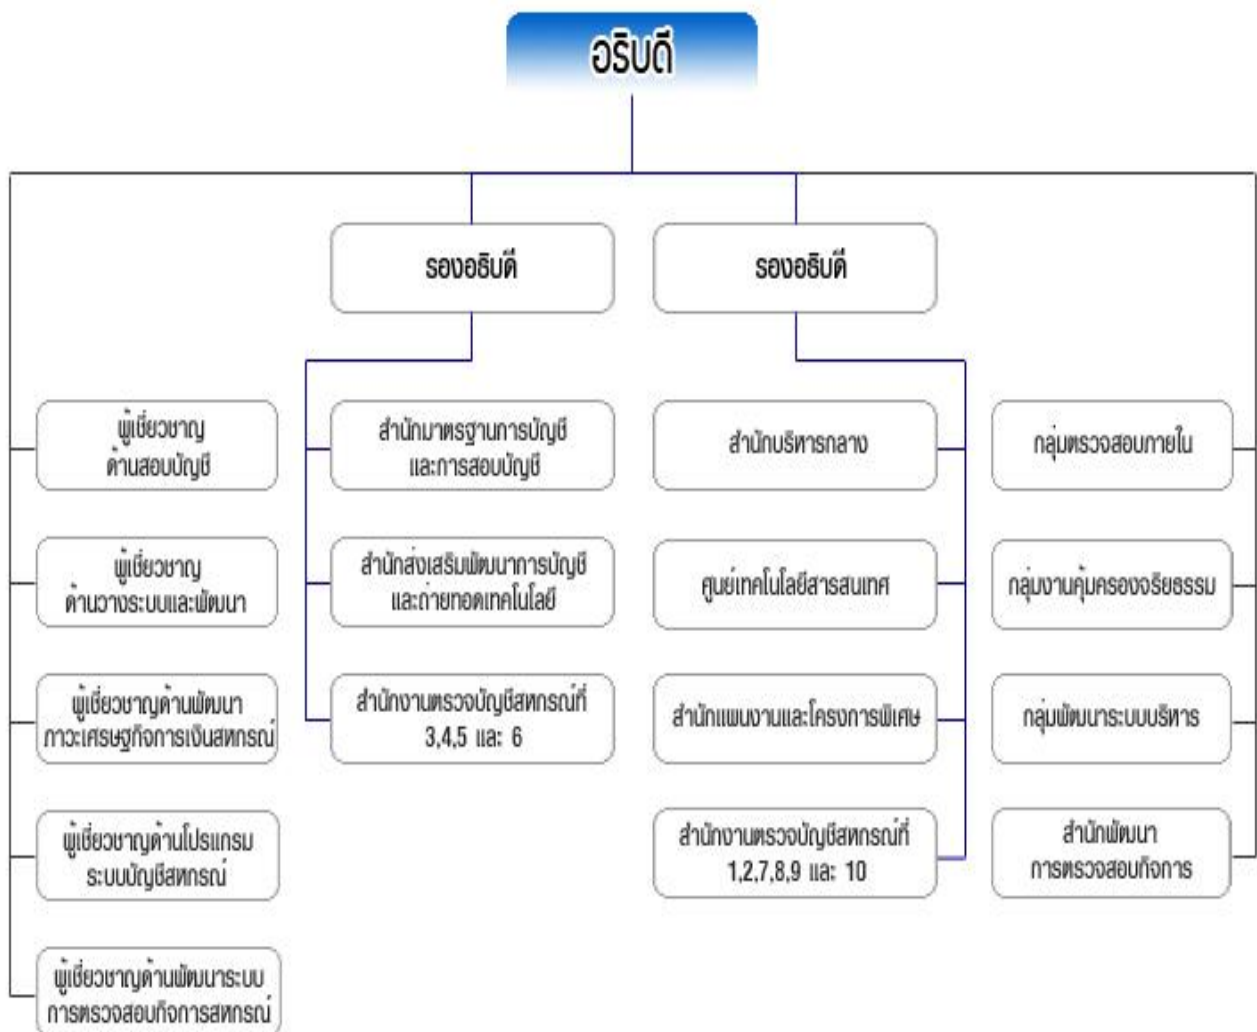 อธิบดี
รองอธิบดี
รองอธิบดี
ผู้เชี่ยวชาญ
ด้านสอบบัญชี
ผู้เชี่ยวชาญ
ด้านวางระบบและพัฒนา
ผู้เชี่ยวชาญด้านพัฒนา
ภาวะเศรษฐกิจการเงินสหกรณ์
ผู้เชี่ยวชาญด้านโปรแกรม
ระบบบัญชีสหกรณ์
ผู้เชี่ยวชาญด้านพัฒนาระบบ
การตรวจสอบกิจการสหกรณ์
สำนักมาตรฐานการบัญชี
และการสอบบัญชี
สำนักส่งเสริมพัฒนาการบัญชี
และถ่ายทอดเทคโนโลยี
สำนักงานตรวจบัญชีสหกรณ์ที่
3,4,5 และ 6
สำนักบริหารกลาง
ศูนย์เทคโนโลยีสารสนเทศ
สำนักแผนงานและโครงการพิเศษ
สำนักงานตรวจบัญชีสหกรณ์ที่
1,2,7,8,9 และ 10
กลุ่มตรวจสอบภายใน
กลุ่มงานคุ้มครองจริยธรรม
กลุ่มพัฒนาระบบบริหาร
สำนักพัฒนา
การตรวจสอบกิจการ